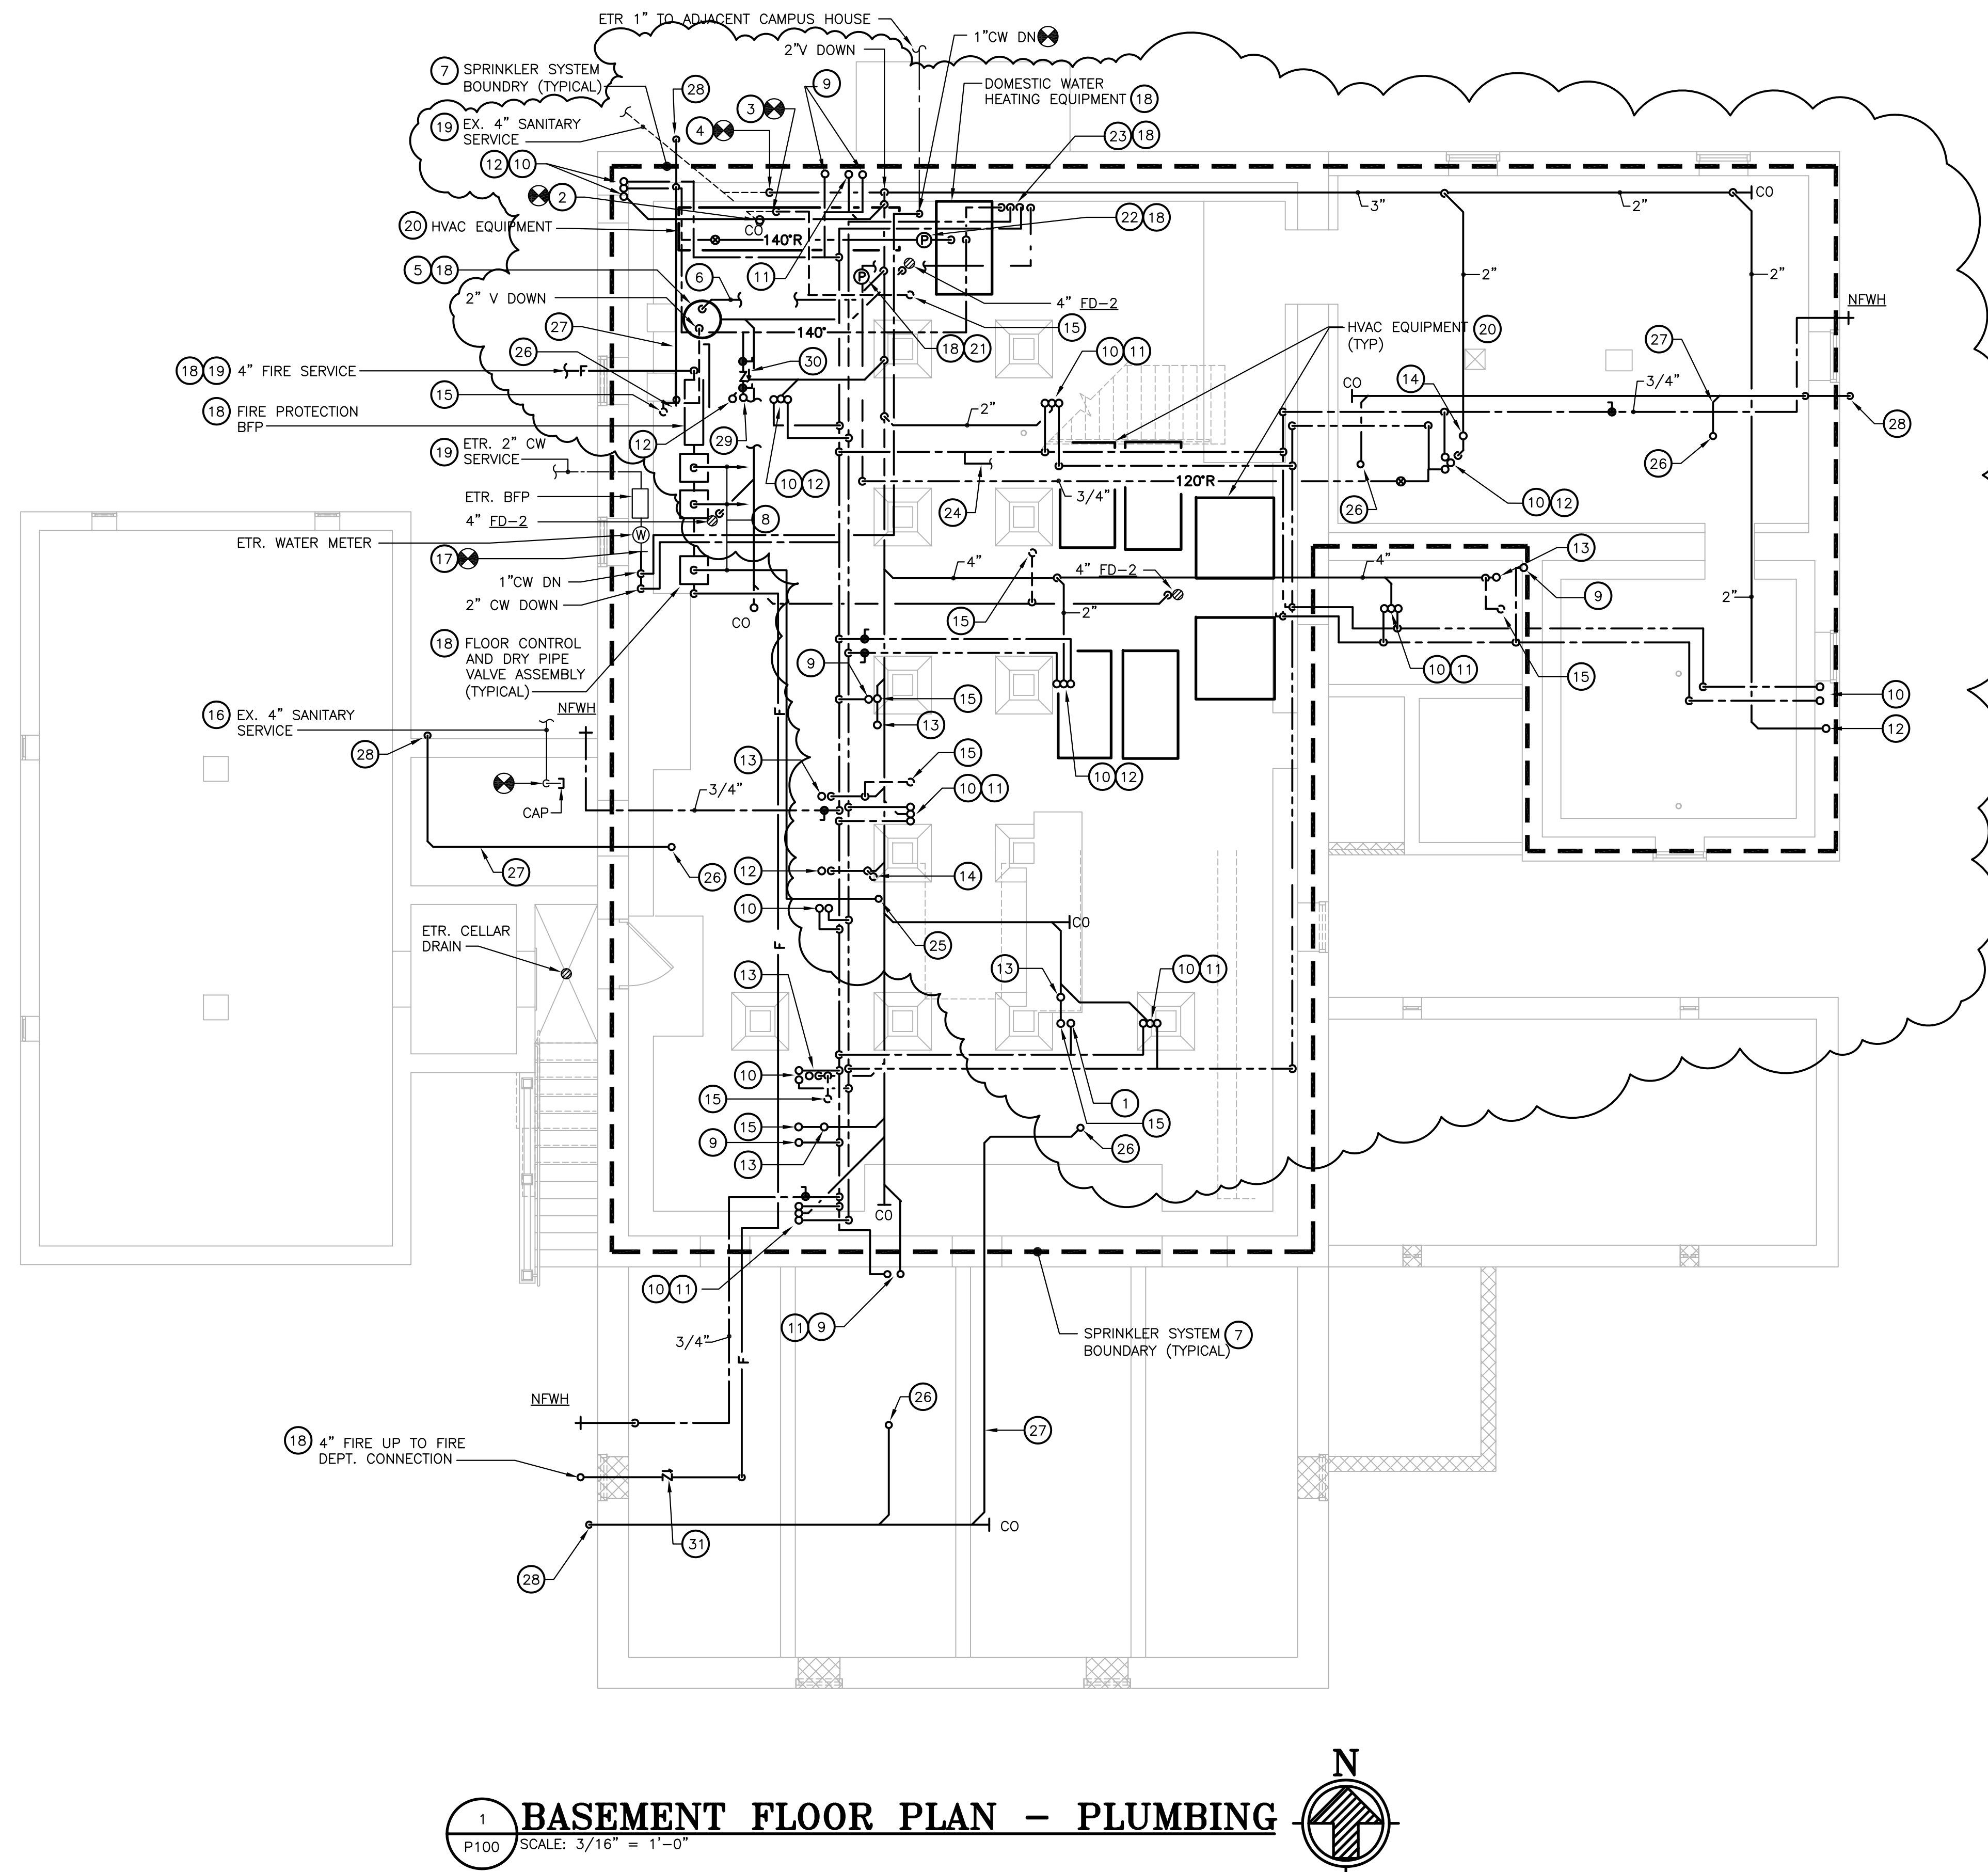 ETR 1" TO ADJACENT CAMPUS HOUSE
1"CW DN
2"V DOWN
7 SPRINKLER SYSTEM
BOUNDRY (TYPICAL)
28
9
3
DOMESTIC WATER
HEATING EQUIPMENT 18
19 EX. 4" SANITARY
SERVICE
4
23 18
12 10
2
CO
3"
2"
CO
20 HVAC EQUIPMENT
140°R
P
22 18
5 18
6
11
P
2"
2"
2" V DOWN
4" FD-2
NFWH
27
140°
15
HVAC EQUIPMENT 20
(TYP)
26
30
18 21
10 11
27
18 19 4" FIRE SERVICE
F
CO
14
3/4"
15
18 FIRE PROTECTION
BFP
2"
28
12
29
19 ETR. 2" CW
SERVICE
26
10 12
120°R
3/4"
ETR. BFP
24
26
10 12
4" FD-2
8
W
ETR. WATER METER
17
13
4"
4" FD-2
4"
1"CW DN
2" CW DOWN
2"
9
2"
CO
15
18 FLOOR CONTROL
AND DRY PIPE
VALVE ASSEMBLY
(TYPICAL)
9
10 11
15
15
10
NFWH
F
16 EX. 4" SANITARY
SERVICE
13
12
28
15
13
10 11
10 12
3/4"
CAP
27
26
12
14
10
CO
ETR. CELLAR
DRAIN
F
25
13
13
10 11
10
15
1
15
15
9
26
13
CO
10 11
11 9
SPRINKLER SYSTEM 7
BOUNDARY (TYPICAL)
3/4"
F
NFWH
26
18 4" FIRE UP TO FIRE
DEPT. CONNECTION
27
CO
31
28
N
1
P100
BASEMENT FLOOR PLAN - PLUMBING
SCALE: 3/16" = 1'-0"